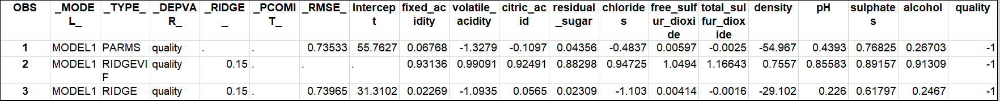 OBS _MODEL_ _TYPE_ _DEPVAR_ _RIDGE_ _PCOMIT_ _RMSE_ Intercept fixed_acidity volatile_acidity citric_acid residual_sugar chlorides free_sulfur_dioxide total_sulfur_dioxide density pH sulphates alcohol quality
1 MODEL1 PARMS quality . . 0.73533 55.7627 0.06768 -1.3279 -0.1097 0.04356 -0.4837 0.00597 -0.0025 -54.967 0.4393 0.76825 0.26703 -1
2 MODEL1 RIDGEVIF quality 0.15 . . . 0.93136 0.99091 0.92491 0.88298 0.94725 1.0494 1.16643 0.7557 0.85583 0.89157 0.91309 -1
3 MODEL1 RIDGE quality 0.15 . 0.73965 31.3102 0.02269 -1.0935 0.0565 0.02309 -1.103 0.00414 -0.0016 -29.102 0.226 0.61797 0.2467 -1